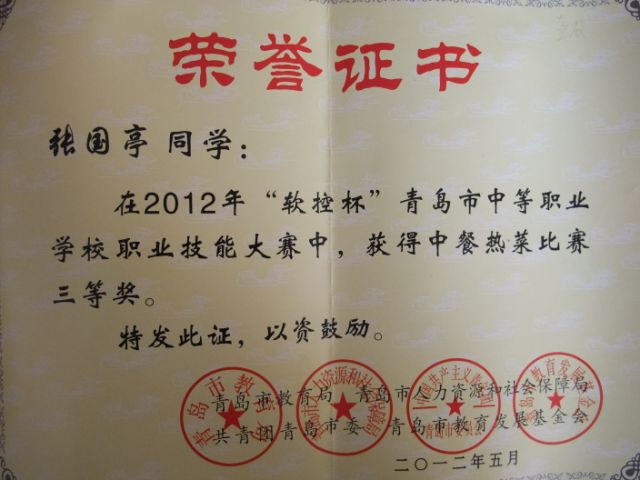 荣誉证书
张国亭 同学：
在2012年“软控杯”青岛市中等职业
学校职业技能大赛中，获得中餐热菜比赛
三等奖。
特发此证，以资鼓励。
青岛市教育局 青岛市人力资源和社会保障局
共青团青岛市委 青岛市教育发展基金会
二〇一二年五月